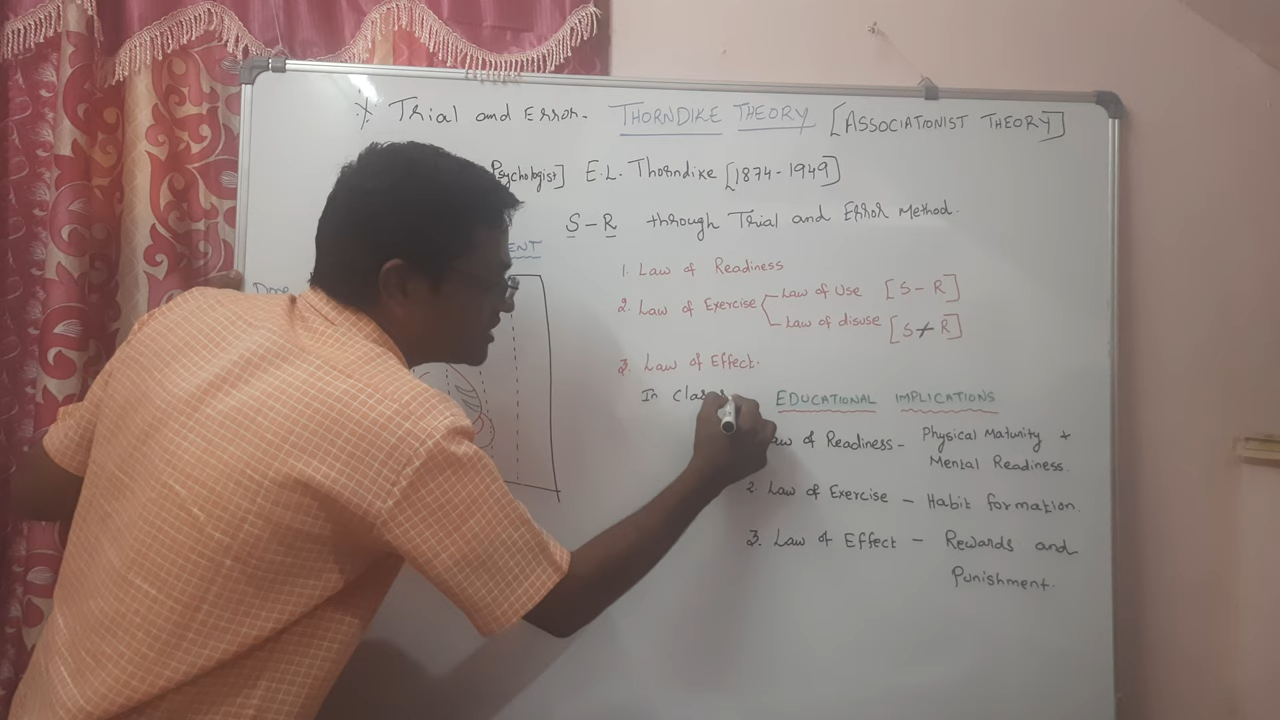 Trial and Error. THORNDIKE THEORY [ASSOCIATIONIST THEORY]
Psychologist] E.L. Thorndike [1874-1949]
S-R through Trial and Error Method.
1. Law of Readiness
2. Law of Exercise
Law of Use [S-R]
Law of disuse [S≁R]
3. Law of Effect.
In Class
EDUCATIONAL IMPLICATIONS
Law of Readiness - Physical Maturity +
Mental Readiness.
2. Law of Exercise - Habit formation.
3. Law of Effect - Rewards and
Punishment.